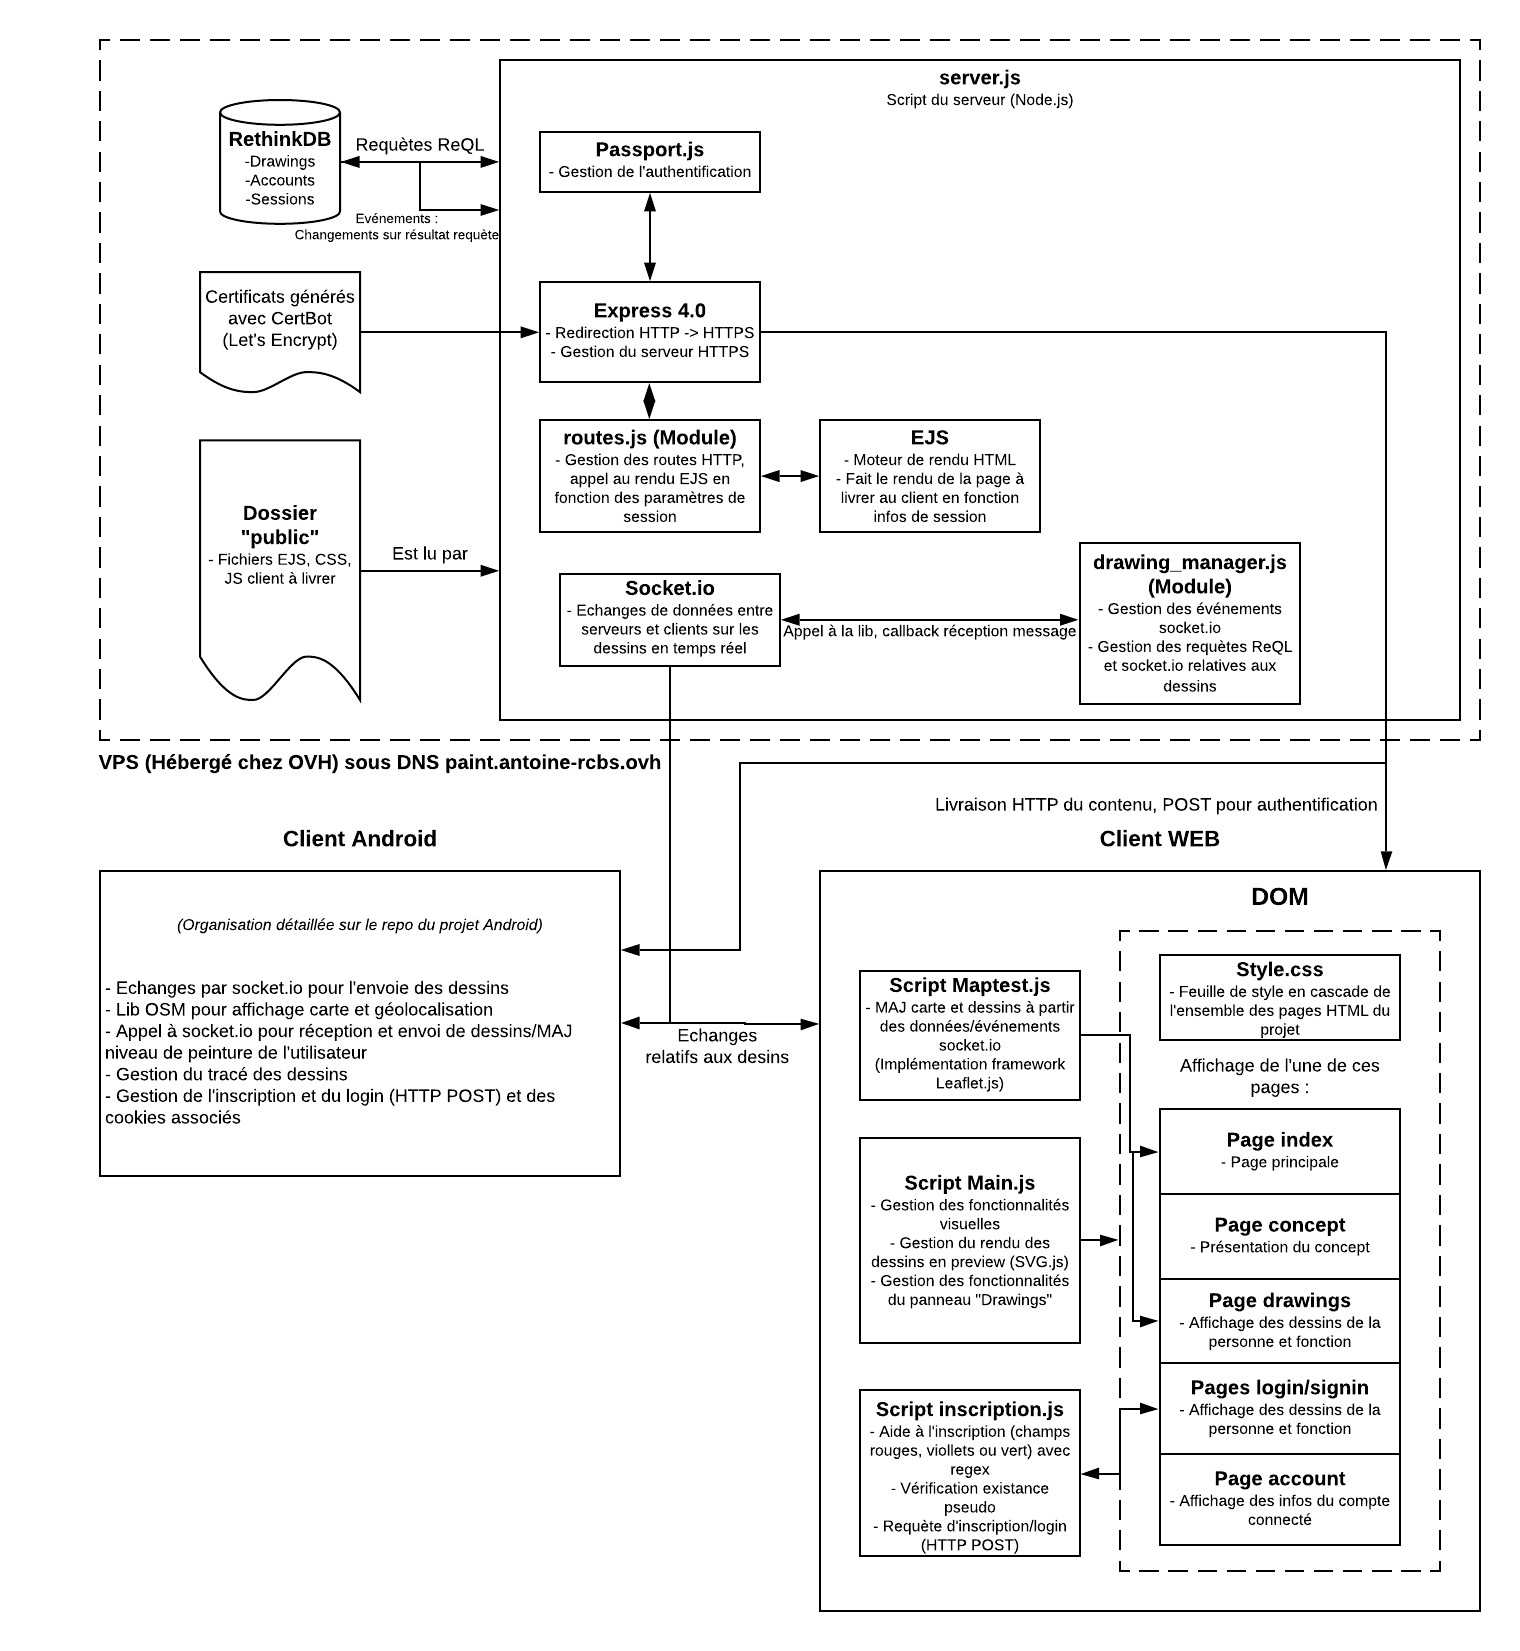 server.js
Script du serveur (Node.js)
RethinkDB
-Drawings
-Accounts
-Sessions
Requètes ReQL
Evénements :
Changements sur résultat requète
Passport.js
- Gestion de l'authentification
Certificats générés
avec CertBot
(Let's Encrypt)
Express 4.0
- Redirection HTTP -> HTTPS
- Gestion du serveur HTTPS
routes.js (Module)
- Gestion des routes HTTP,
appel au rendu EJS en
fonction des paramètres de
session
EJS
- Moteur de rendu HTML
- Fait le rendu de la page à
livrer au client en fonction
infos de session
Dossier
"public"
- Fichiers EJS, CSS,
JS client à livrer
Est lu par
Socket.io
- Echanges de données entre
serveurs et clients sur les
dessins en temps réel
Appel à la lib, callback réception message
drawing_manager.js
(Module)
- Gestion des événements
socket.io
- Gestion des requètes ReQL
et socket.io relatives aux
dessins
VPS (Hébergé chez OVH) sous DNS paint.antoine-rcbs.ovh
Livraison HTTP du contenu, POST pour authentification
Client Android
(Organisation détaillée sur le repo du projet Android)
- Echanges par socket.io pour l'envoie des dessins
- Lib OSM pour affichage carte et géolocalisation
- Appel à socket.io pour réception et envoi de dessins/MAJ
niveau de peinture de l'utilisateur
- Gestion du tracé des dessins
- Gestion de l'inscription et du login (HTTP POST) et des
cookies associés
Echanges
relatifs aux desins
Client WEB
DOM
Script Maptest.js
- MAJ carte et dessins à partir
des données/événements
socket.io
(Implémentation framework
Leaflet.js)
Script Main.js
- Gestion des fonctionnalités
visuelles
- Gestion du rendu des
dessins en preview (SVG.js)
- Gestion des fonctionnalités
du panneau "Drawings"
Script inscription.js
- Aide à l'inscription (champs
rouges, viollets ou vert) avec
regex
- Vérification existance
pseudo
- Requète d'inscription/login
(HTTP POST)
Style.css
- Feuille de style en cascade de
l'ensemble des pages HTML du
projet
Affichage de l'une de ces
pages :
Page index
- Page principale
Page concept
- Présentation du concept
Page drawings
- Affichage des dessins de la
personne et fonction
Pages login/signin
- Affichage des dessins de la
personne et fonction
Page account
- Affichage des infos du compte
connecté